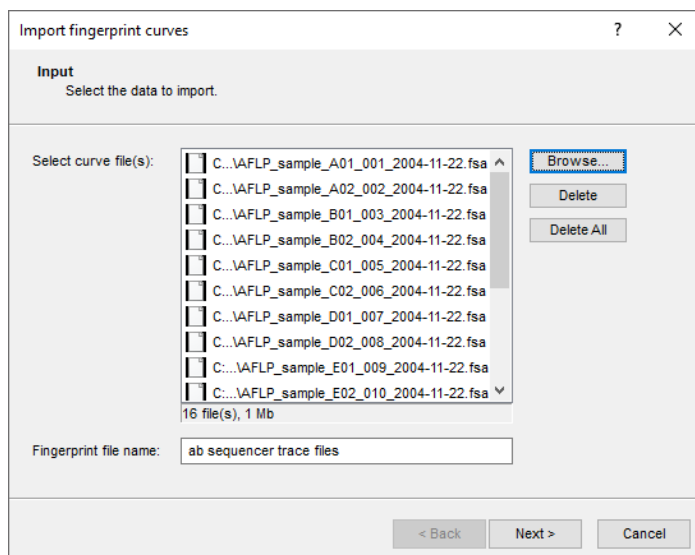 Import fingerprint curves ?
Input
Select the data to import.
Select curve file(s):
C...\AFLP_sample_A01_001_2004-11-22.fsa
C...\AFLP_sample_A02_002_2004-11-22.fsa
C...\AFLP_sample_B01_003_2004-11-22.fsa
C...\AFLP_sample_B02_004_2004-11-22.fsa
C...\AFLP_sample_C01_005_2004-11-22.fsa
C...\AFLP_sample_C02_006_2004-11-22.fsa
C...\AFLP_sample_D01_007_2004-11-22.fsa
C...\AFLP_sample_D02_008_2004-11-22.fsa
C:...\AFLP_sample_E01_009_2004-11-22.fsa
C:...\AFLP_sample_E02_010_2004-11-22.fsa
16 file(s), 1 Mb
Browse...
Delete
Delete All
Fingerprint file name: ab sequencer trace files
< Back Next > Cancel